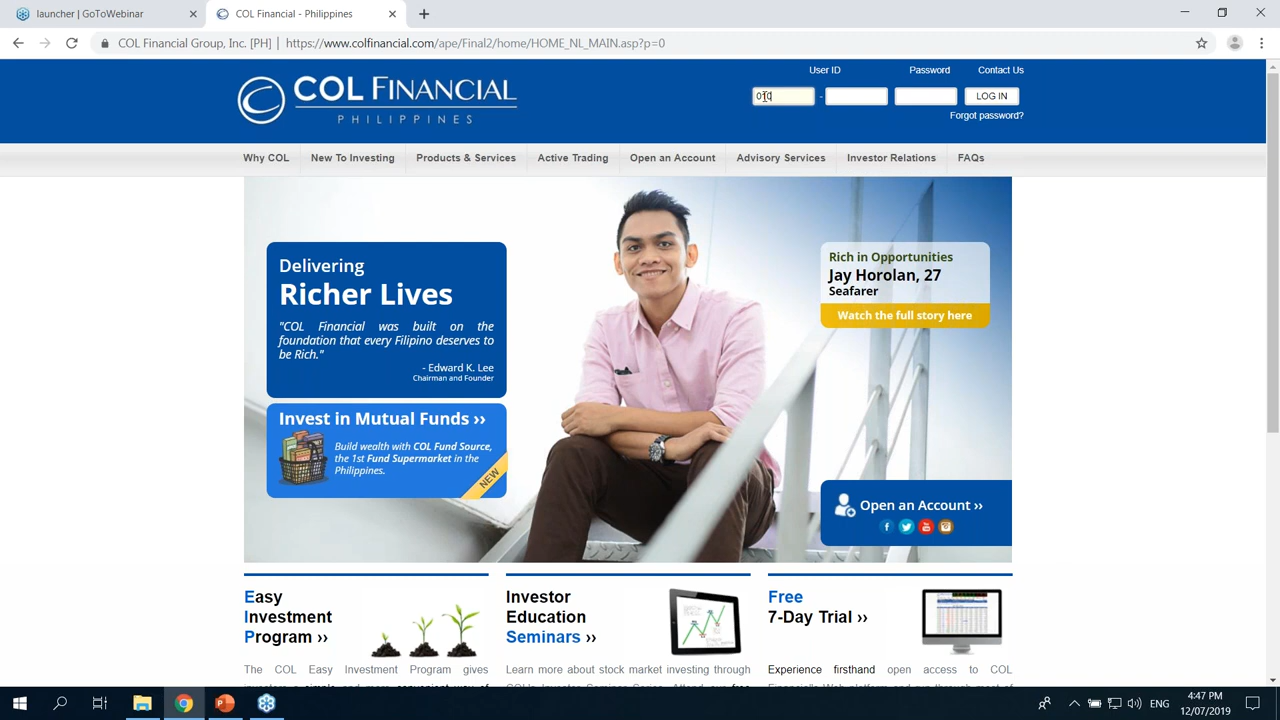 launcher | GoToWebinar
COL Financial - Philippines
COL Financial Group, Inc. [PH] | https://www.colfinancial.com/ape/Final2/home/HOME_NL_MAIN.asp?p=0
COL FINANCIAL
PHILIPPINES
User ID
Password
Contact Us
-
LOG IN
Forgot password?
Why COL
New To Investing
Products & Services
Active Trading
Open an Account
Advisory Services
Investor Relations
FAQs
Delivering
Richer Lives
"COL Financial was built on the
foundation that every Filipino deserves to
be Rich."
- Edward K. Lee
Chairman and Founder
Invest in Mutual Funds ››
Build wealth with COL Fund Source,
the 1st Fund Supermarket in the
Philippines.
NEW
Rich in Opportunities
Jay Horolan, 27
Seafarer
Watch the full story here
Open an Account ››
Easy
Investment
Program ››
The COL Easy Investment Program gives
Investor
Education
Seminars ››
Learn more about stock market investing through
Free
7-Day Trial ››
Experience firsthand open access to COL
ENG
4:47 PM
12/07/2019